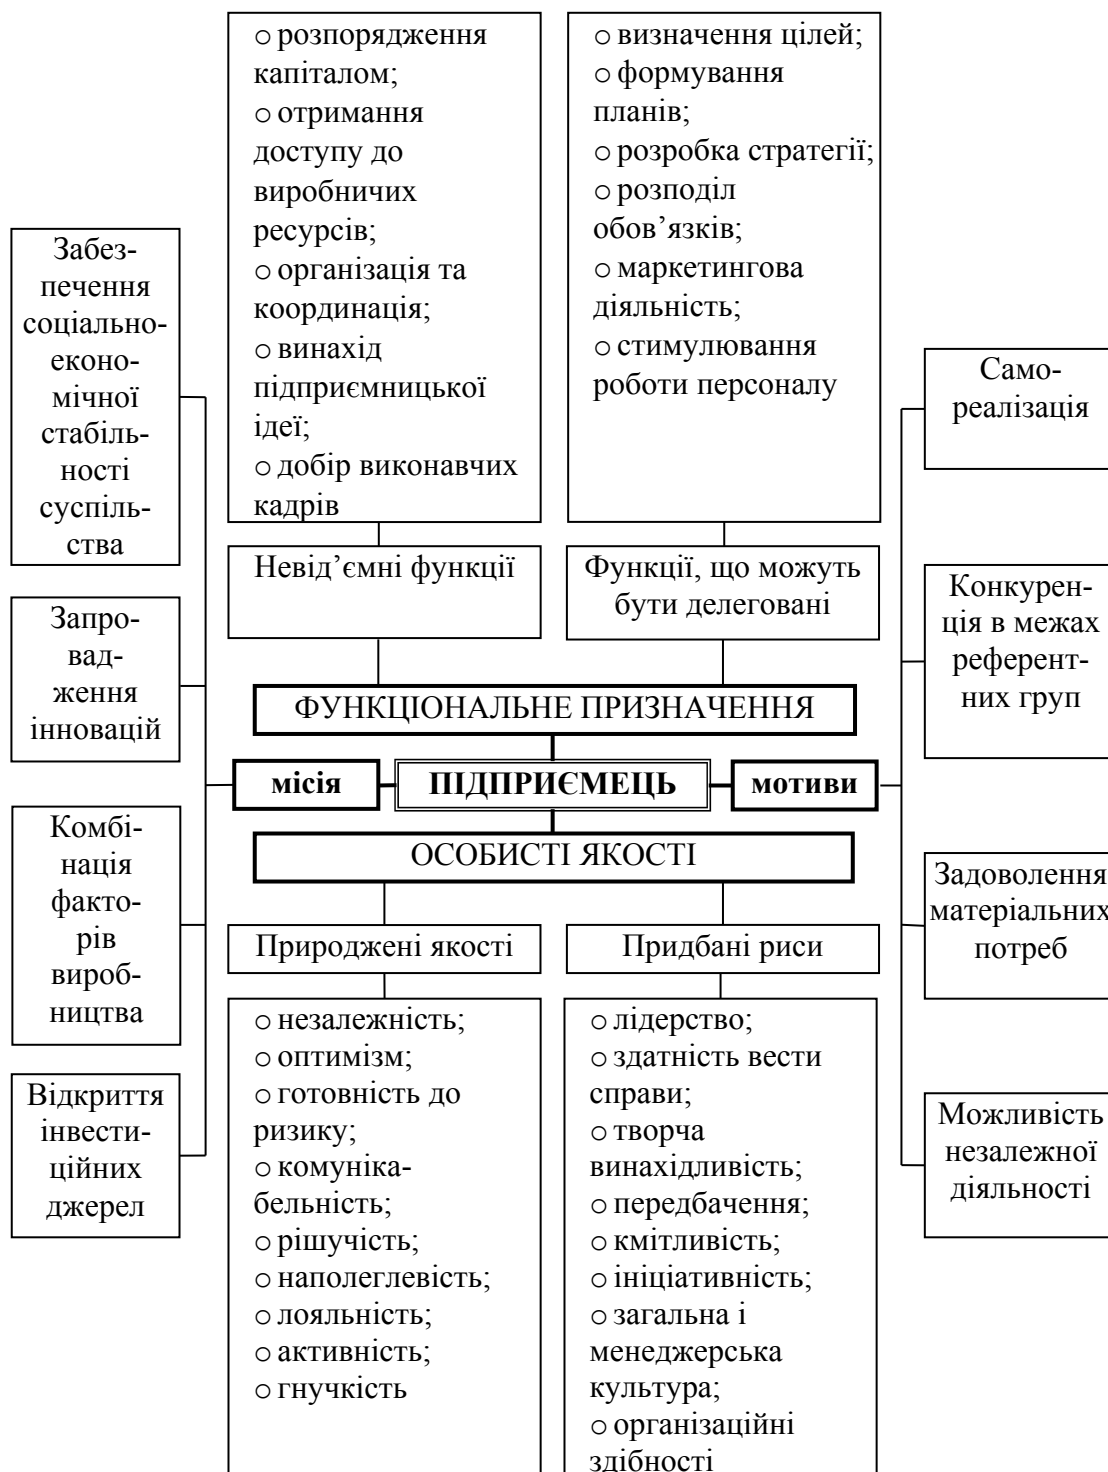 ○ розпорядження
капіталом;
○ отримання
доступу до
виробничих
ресурсів;
○ організація та
координація;
○ винахід
підприємницької
ідеї;
○ добір виконавчих
кадрів
○ визначення цілей;
○ формування
планів;
○ розробка стратегії;
○ розподіл
обов’язків;
○ маркетингова
діяльність;
○ стимулювання
роботи персоналу
Невід’ємні функції
Функції, що можуть
бути делеговані
ФУНКЦІОНАЛЬНЕ ПРИЗНАЧЕННЯ
Забез-
печення
соціально-
еконо-
мічної
стабіль-
ності
суспіль-
ства
Запро-
вад-
ження
інновацій
Комбі-
нація
факто-
рів
вироб-
ництва
Відкриття
інвести-
ційних
джерел
місія
ПІДПРИЄМЕЦЬ
мотиви
Само-
реалізація
Конкурен-
ція в межах
референт-
них груп
Задоволення
матеріальних
потреб
Можливість
незалежної
діяльності
ОСОБИСТІ ЯКОСТІ
Природжені якості
Придбані риси
○ незалежність;
○ оптимізм;
○ готовність до
ризику;
○ комуніка-
бельність;
○ рішучість;
○ наполеглевість;
○ лояльність;
○ активність;
○ гнучкість
○ лідерство;
○ здатність вести
справи;
○ творча
винахідливість;
○ передбачення;
○ кмітливість;
○ ініціативність;
○ загальна і
менеджерська
культура;
○ організаційні
здібності